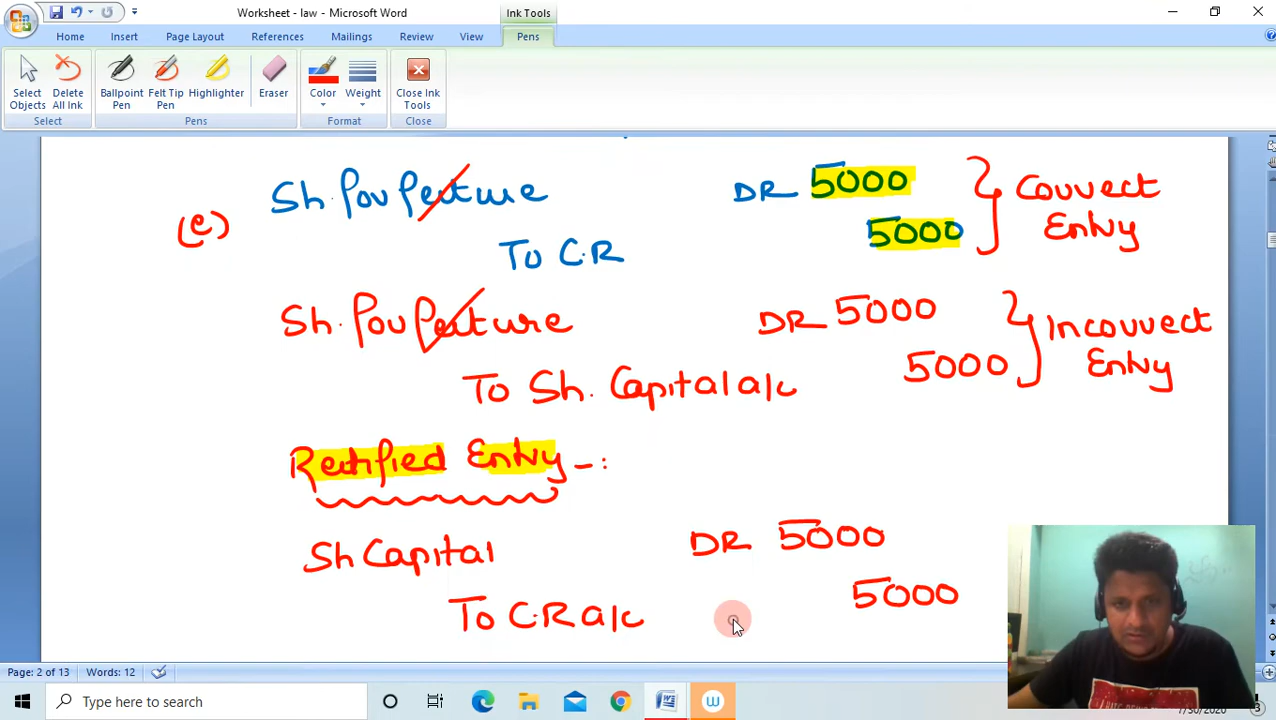 Worksheet - law - Microsoft Word
Ink Tools
Home Insert Page Layout References Mailings Review View Pens
Select Objects
Delete All Ink
Ballpoint Pen
Felt Tip Pen
Highlighter
Eraser
Color
Weight
Close Ink Tools
Select Pens Format Close
(e) Sh. Forfeiture DR 5000 } Correct Entry
To C.R 5000
Sh. Forfeiture DR 5000 } Incorrect Entry
To Sh. Capital a/c 5000
Rectified Entry -:
Sh Capital DR 5000
To C.R a/c 5000
Page: 2 of 13 Words: 12
Type here to search
7/30/2020